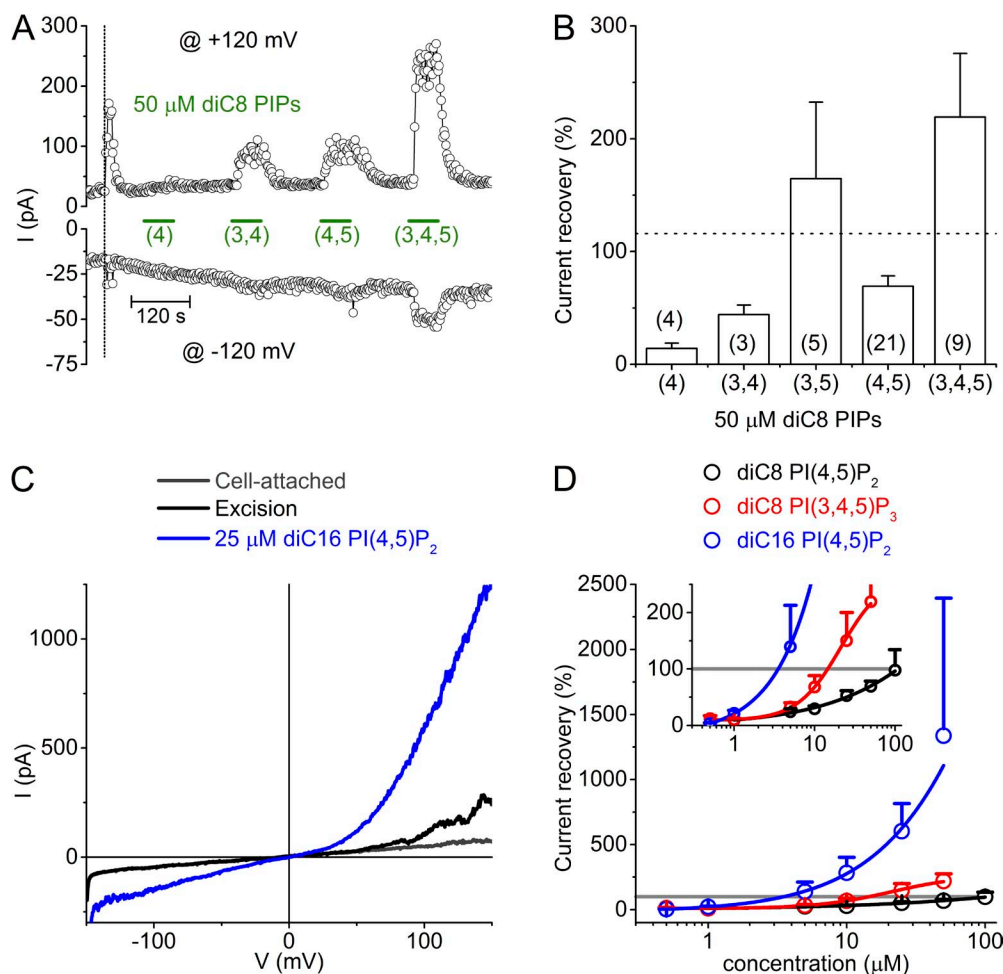 A
@ +120 mV
50 μM diC8 PIPs
I (pA)
300
200
100
0
0
-25
-50
-75
(4)
(3,4)
(4,5)
(3,4,5)
120 s
@ -120 mV
B
Current recovery (%)
300
200
100
0
(4)
(3)
(5)
(21)
(9)
(4)
(3,4)
(3,5)
(4,5)
(3,4,5)
50 μM diC8 PIPs
C
Cell-attached
Excision
25 μM diC16 PI(4,5)P₂
I (pA)
1000
500
0
-100
0
100
V (mV)
D
diC8 PI(4,5)P₂
diC8 PI(3,4,5)P₃
diC16 PI(4,5)P₂
Current recovery (%)
2500
2000
1750
1500
1250
1000
750
500
250
0
200
100
0
1
10
100
1
10
100
concentration (μM)